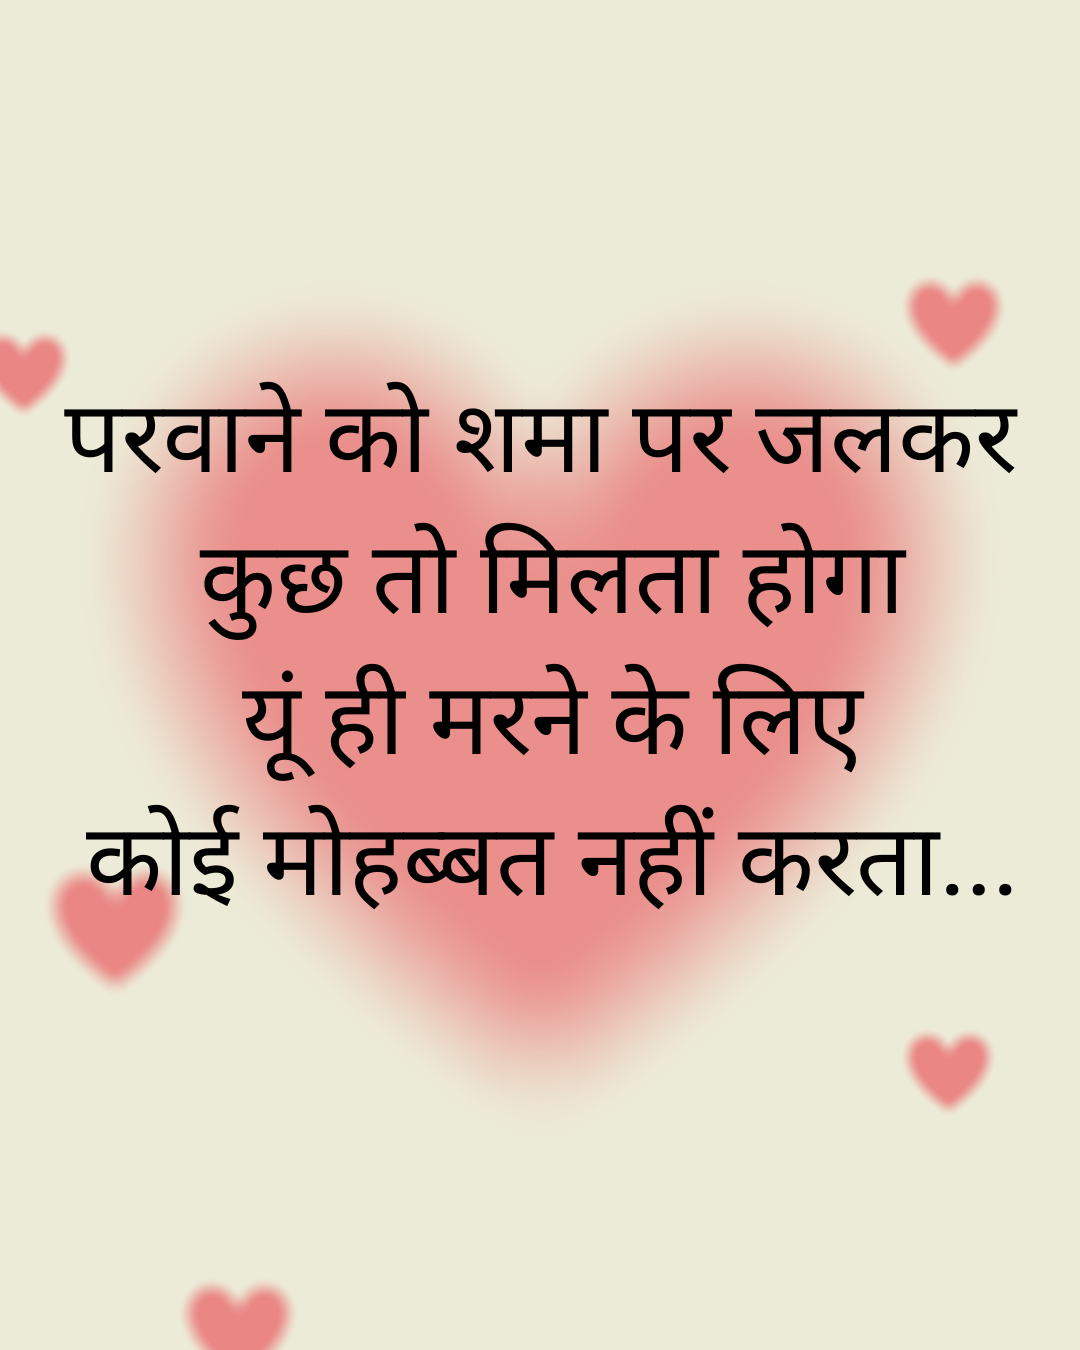 परवाने को शमा पर जलकर
कुछ तो मिलता होगा
यूं ही मरने के लिए
कोई मोहब्बत नहीं करता...